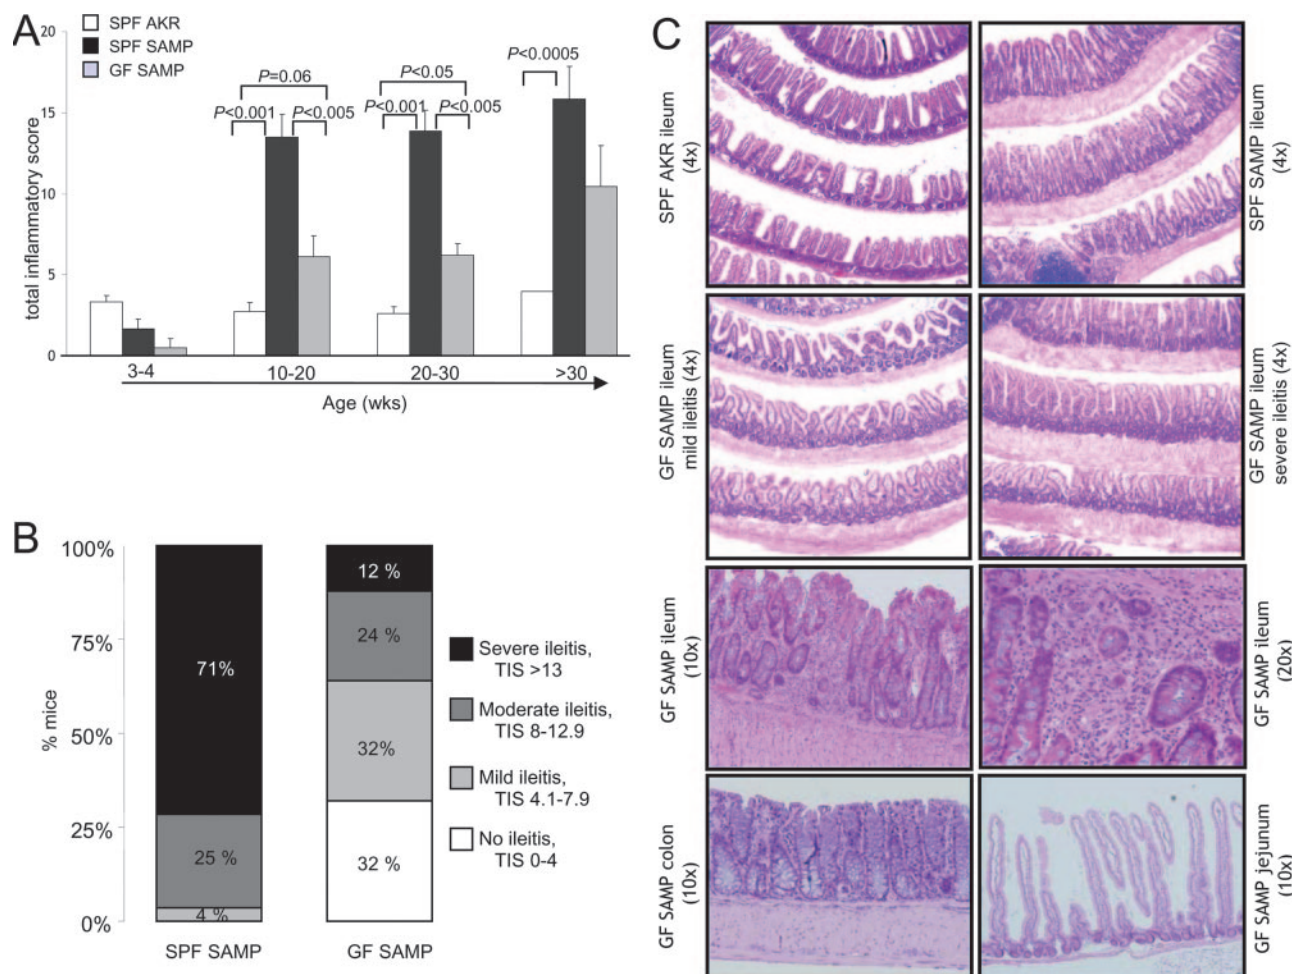 A
SPF AKR
SPF SAMP
GF SAMP
total inflammatory score
20
15
10
5
0
P=0.06
P<0.001
P<0.005
P<0.05
P<0.001
P<0.005
P<0.0005
3-4
10-20
20-30
>30
Age (wks)
B
% mice
100%
75%
50%
25%
0%
71%
25 %
4 %
12 %
24 %
32%
32 %
SPF SAMP
GF SAMP
Severe ileitis,
TIS >13
Moderate ileitis,
TIS 8-12.9
Mild ileitis,
TIS 4.1-7.9
No ileitis,
TIS 0-4
C
SPF AKR ileum
(4x)
SPF SAMP ileum
(4x)
GF SAMP ileum
mild ileitis (4x)
GF SAMP ileum
severe ileitis (4x)
GF SAMP ileum
(10x)
GF SAMP ileum
(20x)
GF SAMP colon
(10x)
GF SAMP jejunum
(10x)